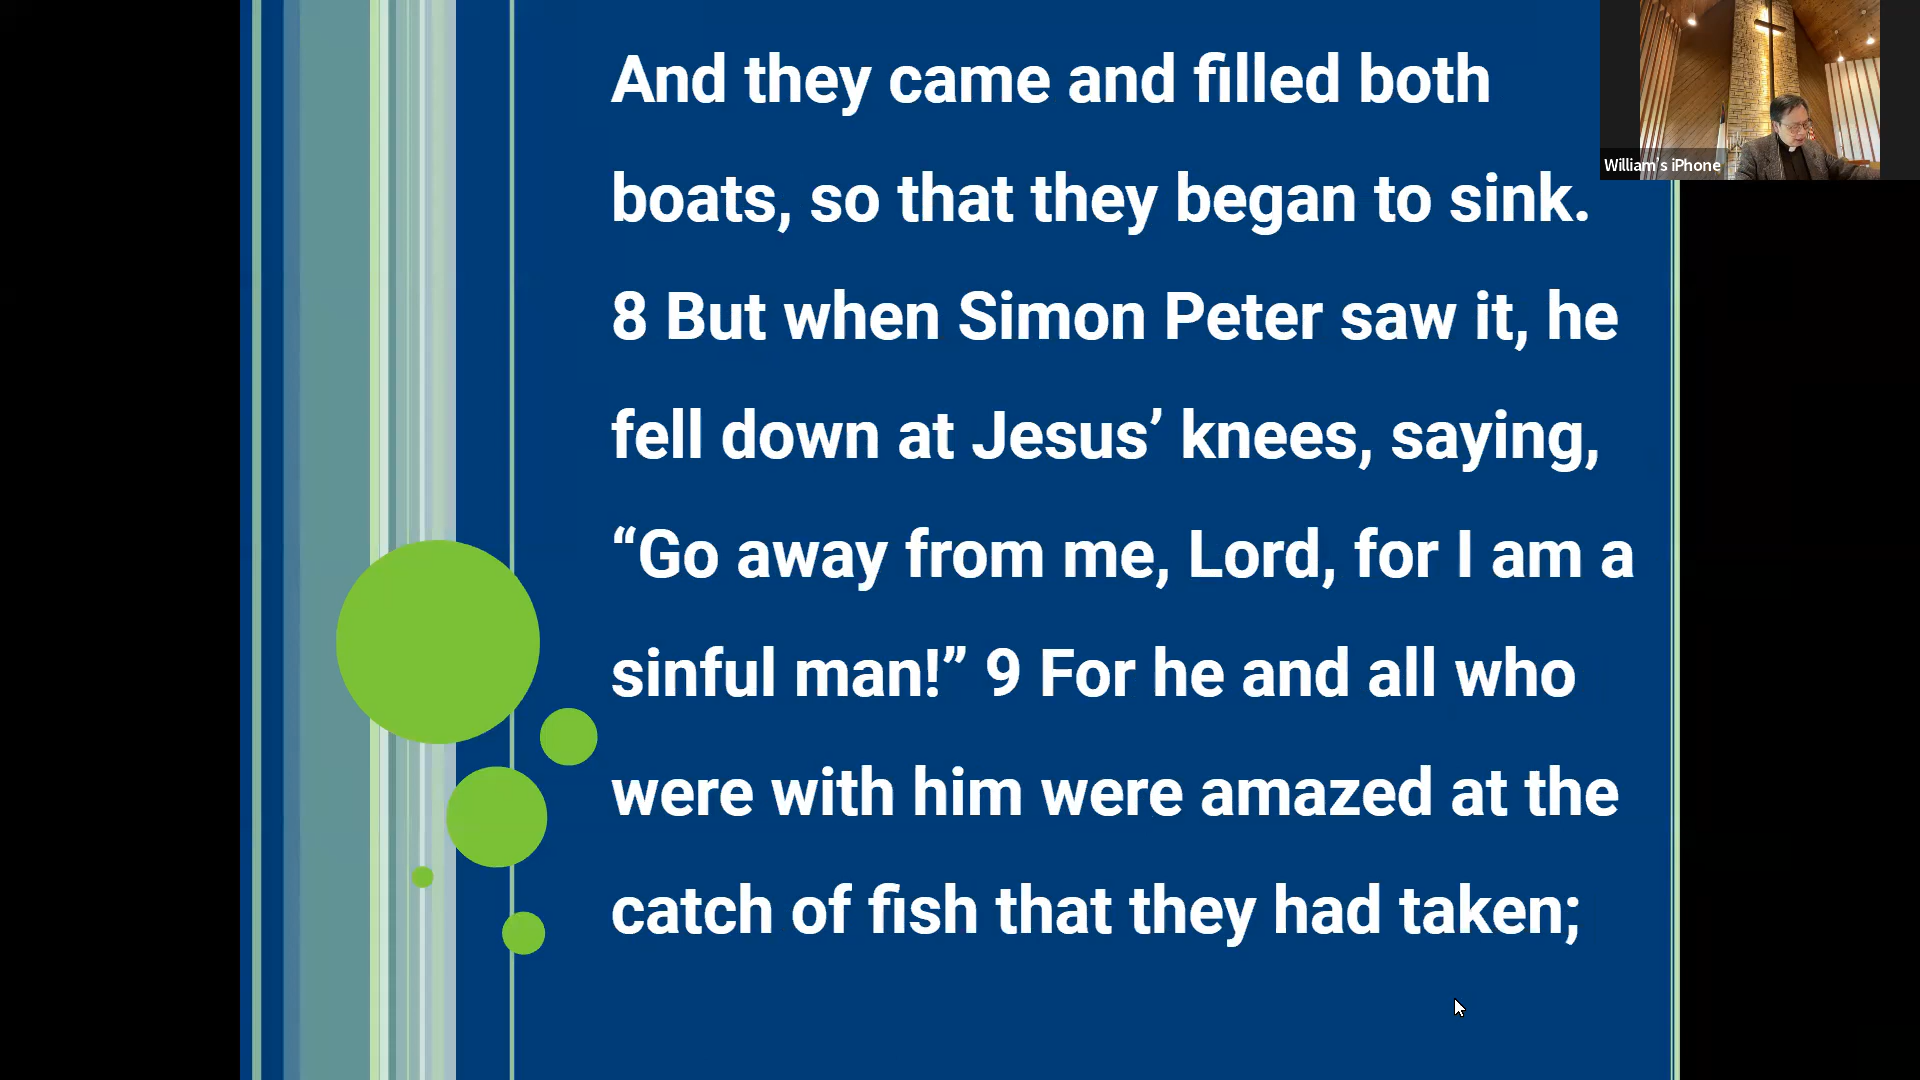 And they came and filled both
boats, so that they began to sink.
8 But when Simon Peter saw it, he
fell down at Jesus’ knees, saying,
“Go away from me, Lord, for I am a
sinful man!” 9 For he and all who
were with him were amazed at the
catch of fish that they had taken;
William's iPhone